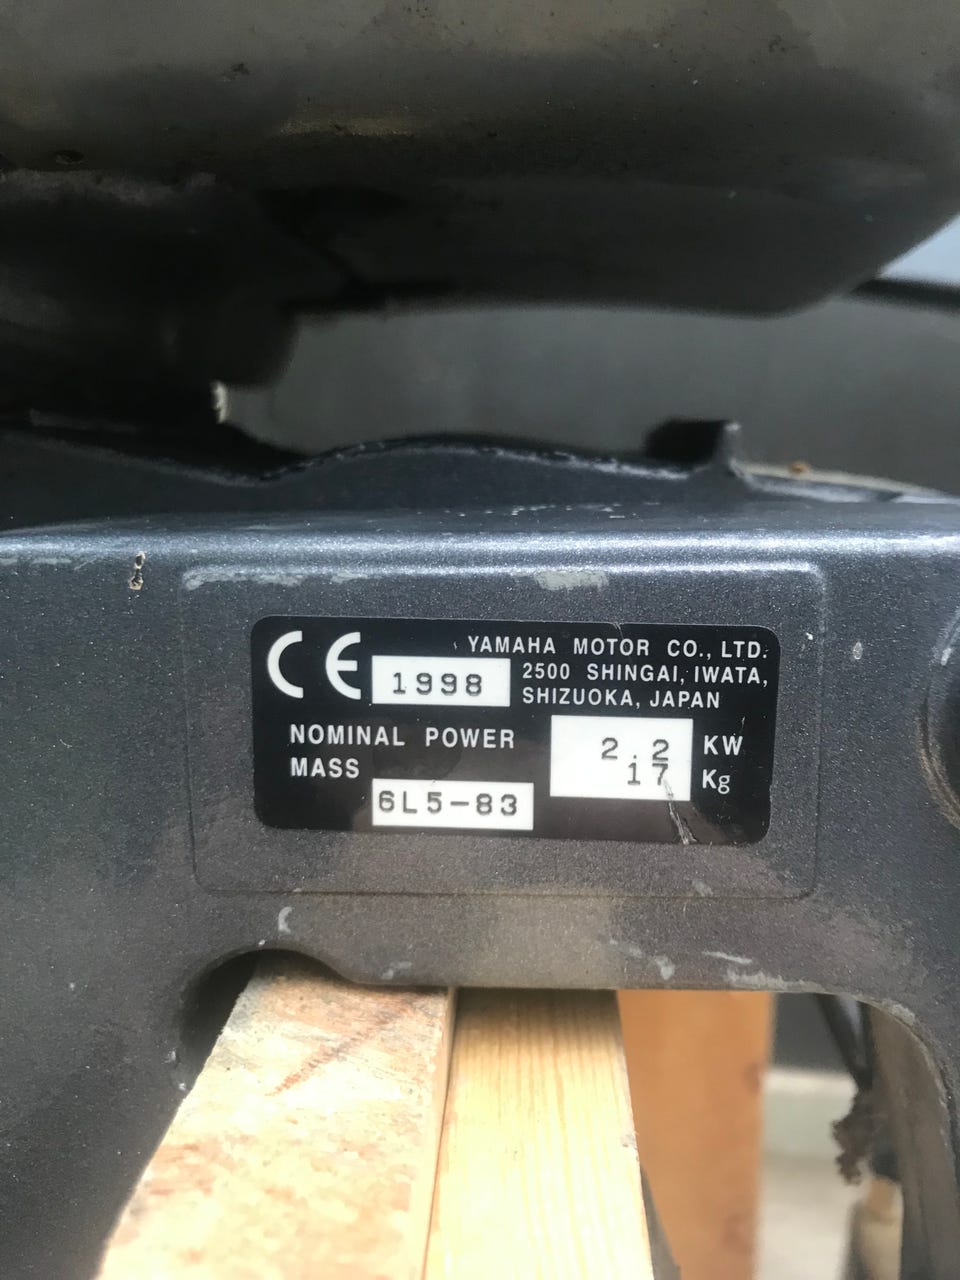 CE 1998 YAMAHA MOTOR CO., LTD.
2500 SHINGAI, IWATA,
SHIZUOKA, JAPAN
NOMINAL POWER 2.2 KW
MASS 17 Kg
6L5-83